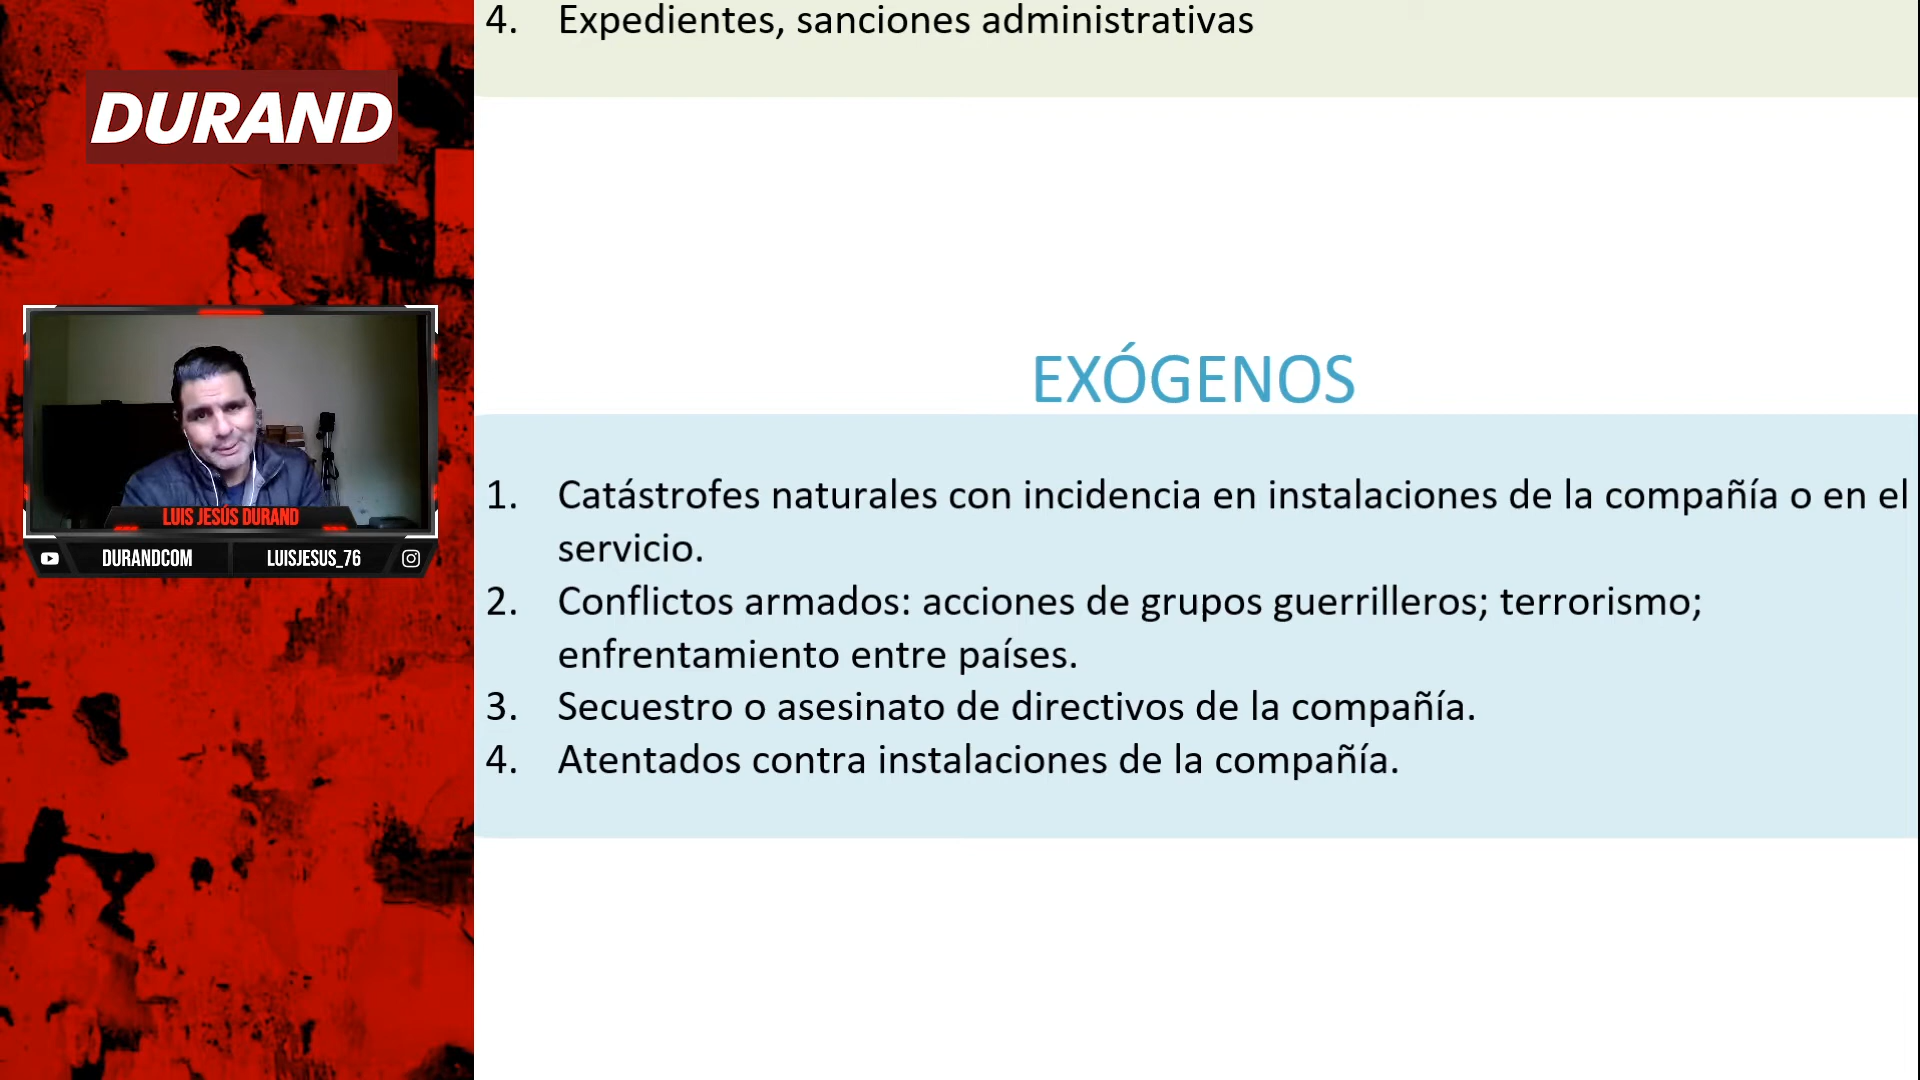 DURAND
LUIS JESÚS DURAND
DURANDCOM
LUISJESUS_76
4. Expedientes, sanciones administrativas
EXÓGENOS
1. Catástrofes naturales con incidencia en instalaciones de la compañía o en el
servicio.
2. Conflictos armados: acciones de grupos guerrilleros; terrorismo;
enfrentamiento entre países.
3. Secuestro o asesinato de directivos de la compañía.
4. Atentados contra instalaciones de la compañía.